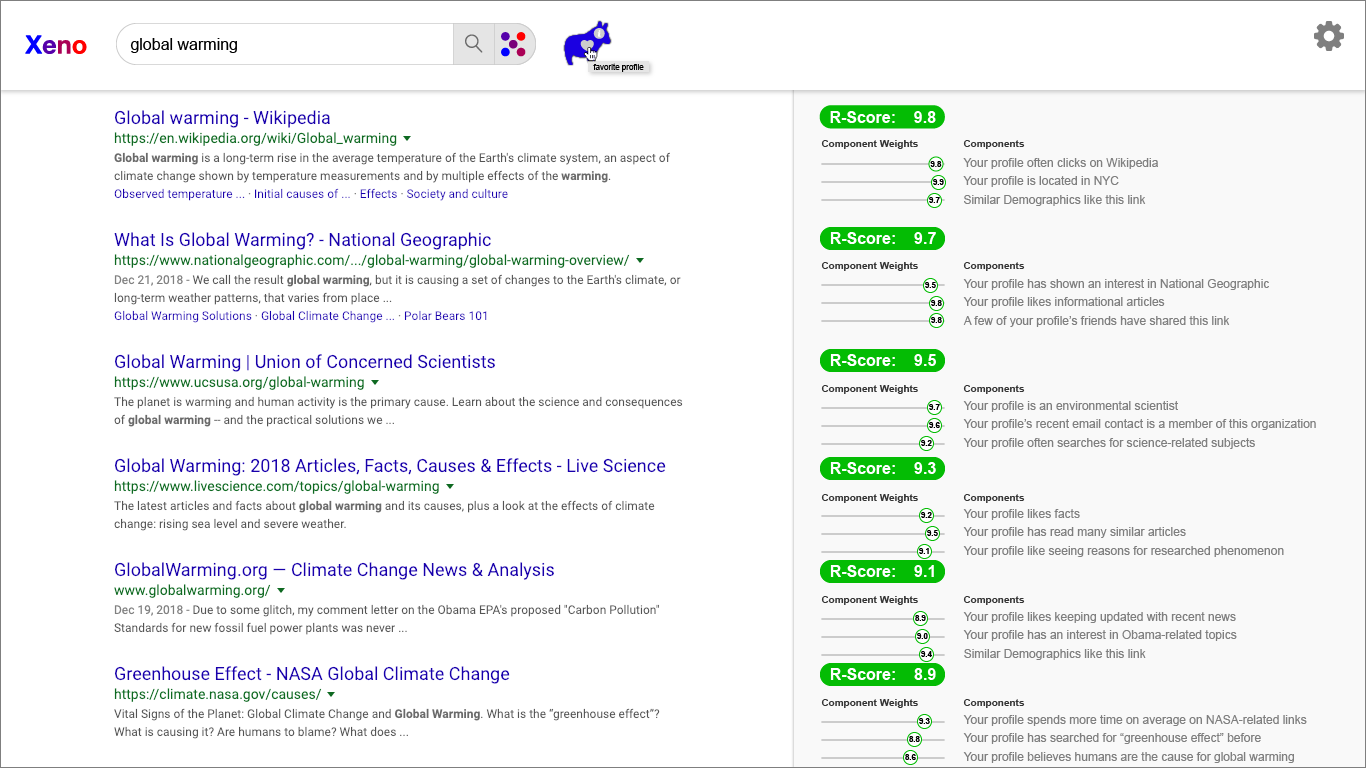 Xeno
global warming
i
favorite profile
Global warming - Wikipedia
https://en.wikipedia.org/wiki/Global_warming
Global warming is a long-term rise in the average temperature of the Earth's climate system, an aspect of
climate change shown by temperature measurements and by multiple effects of the warming.
Observed temperature ... · Initial causes of ... · Effects · Society and culture
R-Score: 9.8
Component Weights Components
9.8 Your profile often clicks on Wikipedia
9.9 Your profile is located in NYC
9.7 Similar Demographics like this link
What Is Global Warming? - National Geographic
https://www.nationalgeographic.com/.../global-warming/global-warming-overview/
Dec 21, 2018 - We call the result global warming, but it is causing a set of changes to the Earth's climate, or
long-term weather patterns, that varies from place ...
Global Warming Solutions · Global Climate Change ... · Polar Bears 101
R-Score: 9.7
Component Weights Components
9.5 Your profile has shown an interest in National Geographic
9.8 Your profile likes informational articles
9.8 A few of your profile's friends have shared this link
Global Warming | Union of Concerned Scientists
https://www.ucsusa.org/global-warming
The planet is warming and human activity is the primary cause. Learn about the science and consequences
of global warming -- and the practical solutions we ...
R-Score: 9.5
Component Weights Components
9.7 Your profile is an environmental scientist
9.6 Your profile's recent email contact is a member of this organization
9.2 Your profile often searches for science-related subjects
Global Warming: 2018 Articles, Facts, Causes & Effects - Live Science
https://www.livescience.com/topics/global-warming
The latest articles and facts about global warming and its causes, plus a look at the effects of climate
change: rising sea level and severe weather.
R-Score: 9.3
Component Weights Components
9.2 Your profile likes facts
9.5 Your profile has read many similar articles
9.1 Your profile like seeing reasons for researched phenomenon
GlobalWarming.org — Climate Change News & Analysis
www.globalwarming.org/
Dec 19, 2018 - Due to some glitch, my comment letter on the Obama EPA's proposed "Carbon Pollution"
Standards for new fossil fuel power plants was never ...
R-Score: 9.1
Component Weights Components
8.9 Your profile likes keeping updated with recent news
9.0 Your profile has an interest in Obama-related topics
9.4 Similar Demographics like this link
Greenhouse Effect - NASA Global Climate Change
https://climate.nasa.gov/causes/
Vital Signs of the Planet: Global Climate Change and Global Warming. What is the “greenhouse effect”?
What is causing it? Are humans to blame? What does ...
R-Score: 8.9
Component Weights Components
9.3 Your profile spends more time on average on NASA-related links
8.8 Your profile has searched for “greenhouse effect” before
8.6 Your profile believes humans are the cause for global warming